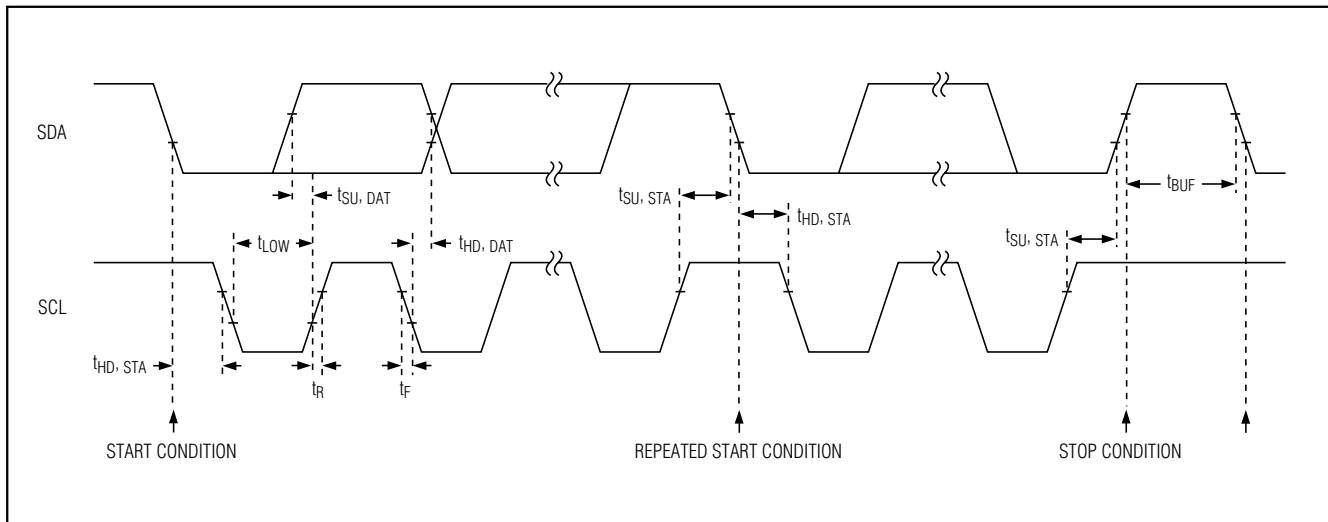 SDA
tSU, DAT
tSU, STA
tBUF
tHD, STA
tLOW
tHD, DAT
tSU, STA
SCL
tHD, STA
tR
tF
START CONDITION
REPEATED START CONDITION
STOP CONDITION